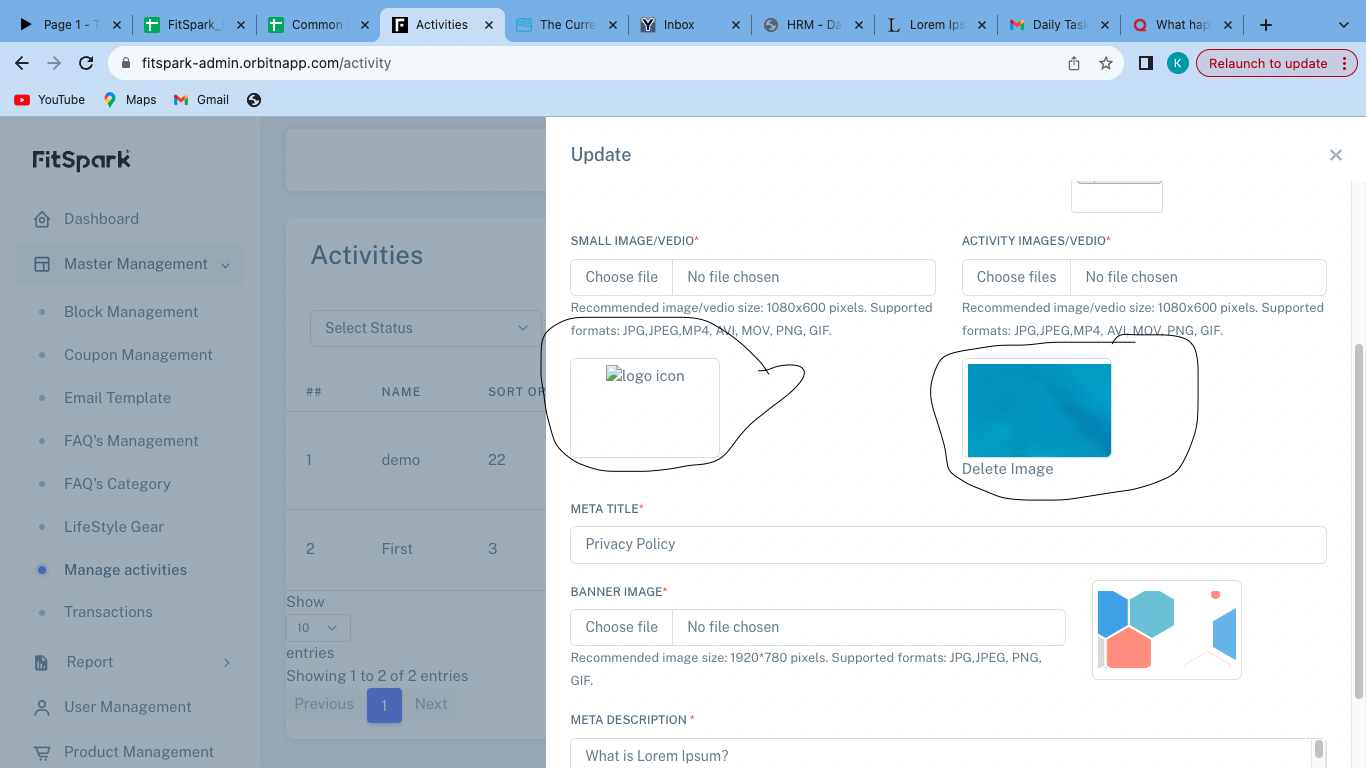 Page 1 - T
FitSpark_
Common
Activities
The Curre
Inbox
HRM - Da
Lorem Ips
Daily Task
What hap
fitspark-admin.orbitnapp.com/activity
K
Relaunch to update
YouTube
Maps
Gmail
FitSpark
Dashboard
Master Management
Block Management
Coupon Management
Email Template
FAQ's Management
FAQ's Category
LifeStyle Gear
Manage activities
Transactions
Report
User Management
Product Management
Activities
Select Status
## NAME SORT OR
1 demo 22
2 First 3
Show
10
entries
Showing 1 to 2 of 2 entries
Previous 1 Next
Update
SMALL IMAGE/VEDIO* ACTIVITY IMAGES/VEDIO*
Choose file No file chosen Choose files No file chosen
Recommended image/vedio size: 1080x600 pixels. Supported Recommended image/vedio size: 1080x600 pixels. Supported
formats: JPG,JPEG,MP4, AVI, MOV, PNG, GIF. formats: JPG,JPEG,MP4, AVI, MOV, PNG, GIF.
logo icon
Delete Image
META TITLE*
Privacy Policy
BANNER IMAGE*
Choose file No file chosen
Recommended image size: 1920*780 pixels. Supported formats: JPG,JPEG, PNG,
GIF.
META DESCRIPTION *
What is Lorem Ipsum?